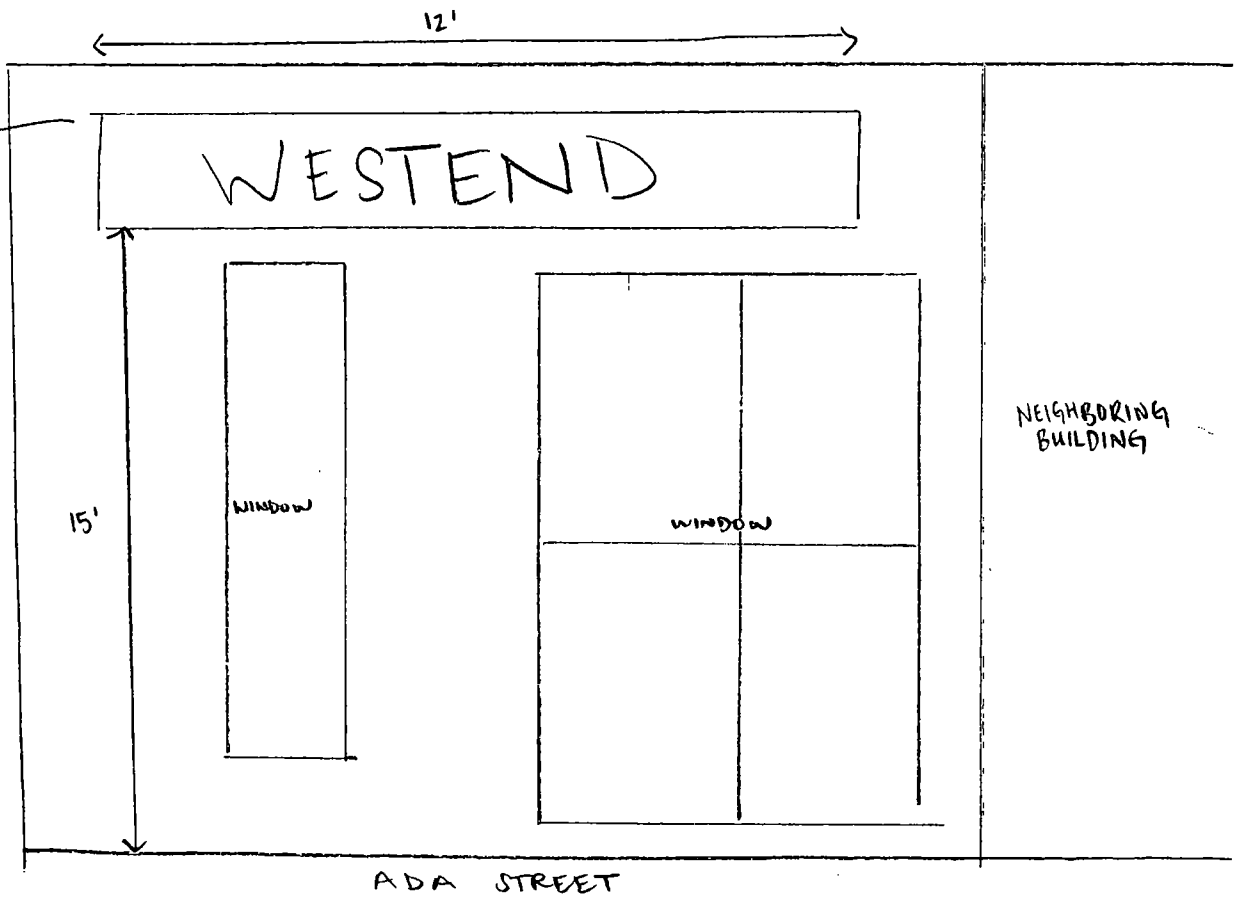 12'
WESTEND
15'
WINDOW
WINDOW
NEIGHBORING
BUILDING
ADA STREET